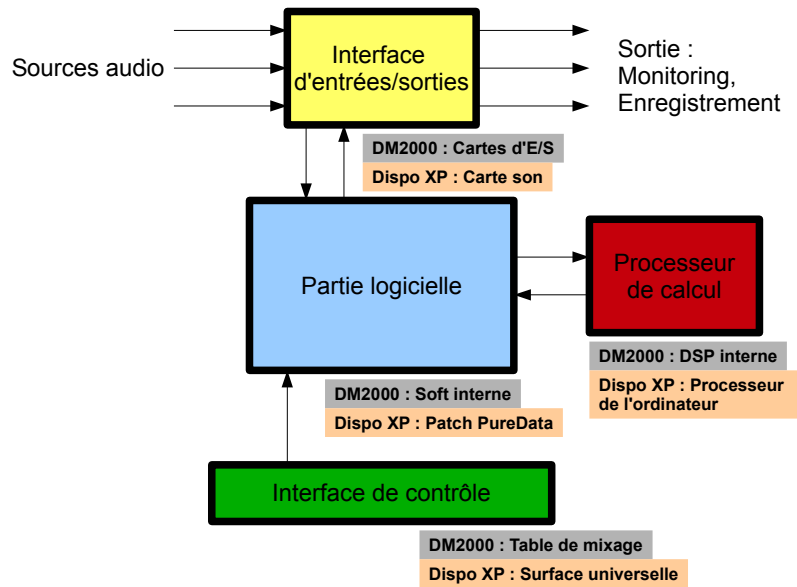 Sources audio
Interface
d'entrées/sorties
Sortie :
Monitoring,
Enregistrement
DM2000 : Cartes d'E/S
Dispo XP : Carte son
Partie logicielle
Processeur
de calcul
DM2000 : DSP interne
Dispo XP : Processeur
de l'ordinateur
DM2000 : Soft interne
Dispo XP : Patch PureData
Interface de contrôle
DM2000 : Table de mixage
Dispo XP : Surface universelle